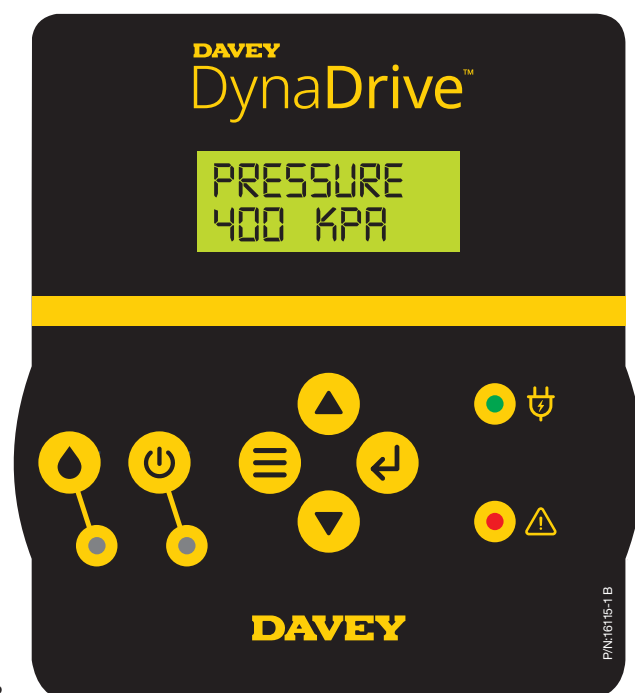 DAVEY
DynaDrive™
PRESSURE
400 KPA
DAVEY
P/N:16115-1 B